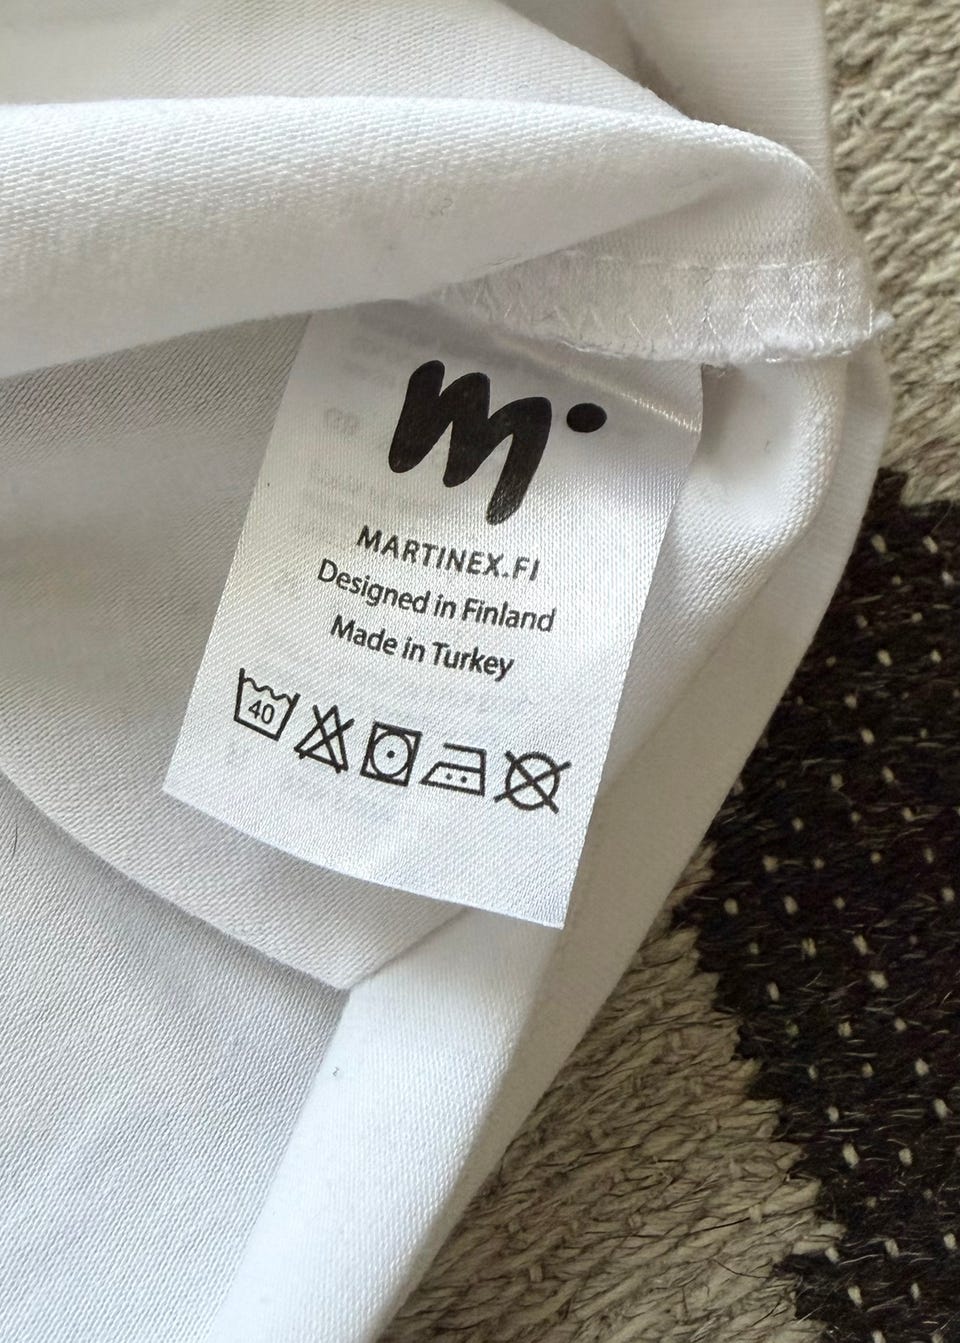 m
MARTINEX.FI
Designed in Finland
Made in Turkey
40